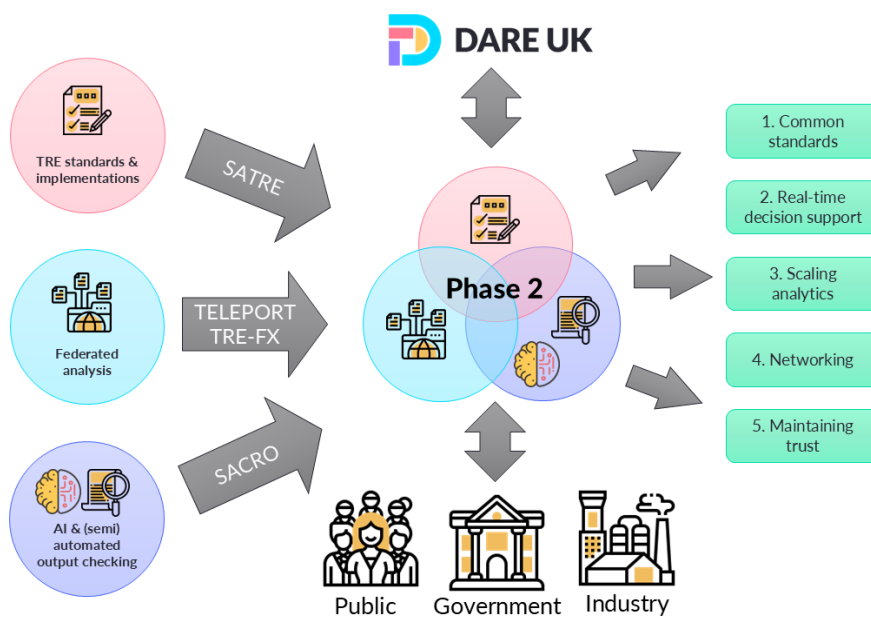 DARE UK
TRE standards &
implementations
SATRE
1. Common
standards
2. Real-time
decision support
Federated
analysis
TELEPORT
TRE-FX
Phase 2
3. Scaling
analytics
4. Networking
AI & (semi)
automated
output checking
SACRO
5. Maintaining
trust
Public
Government
Industry